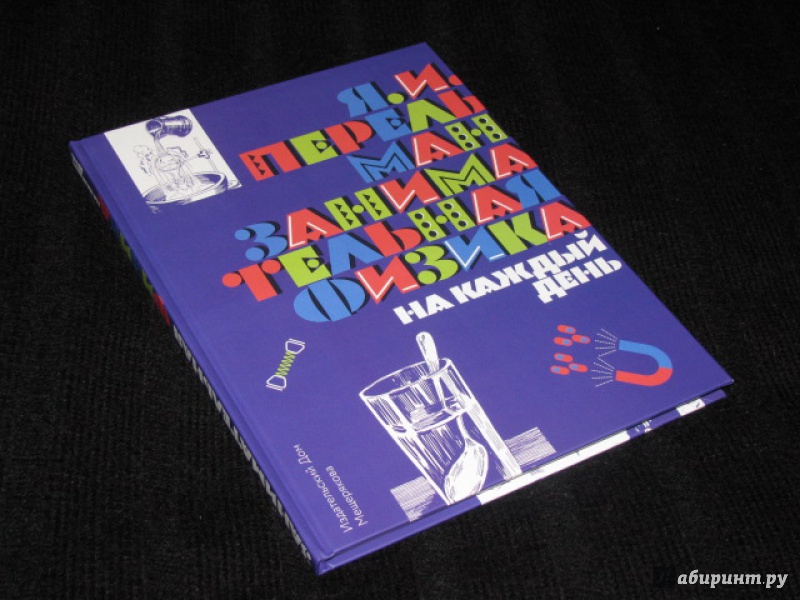 Я. И.
ПЕРЕЛЬ
МАН
ЗАНИМА
ТЕЛЬНАЯ
ФИЗИКА
НА КАЖДЫЙ
ДЕНЬ
Издательский Дом
Мещерякова
абиринт.ру